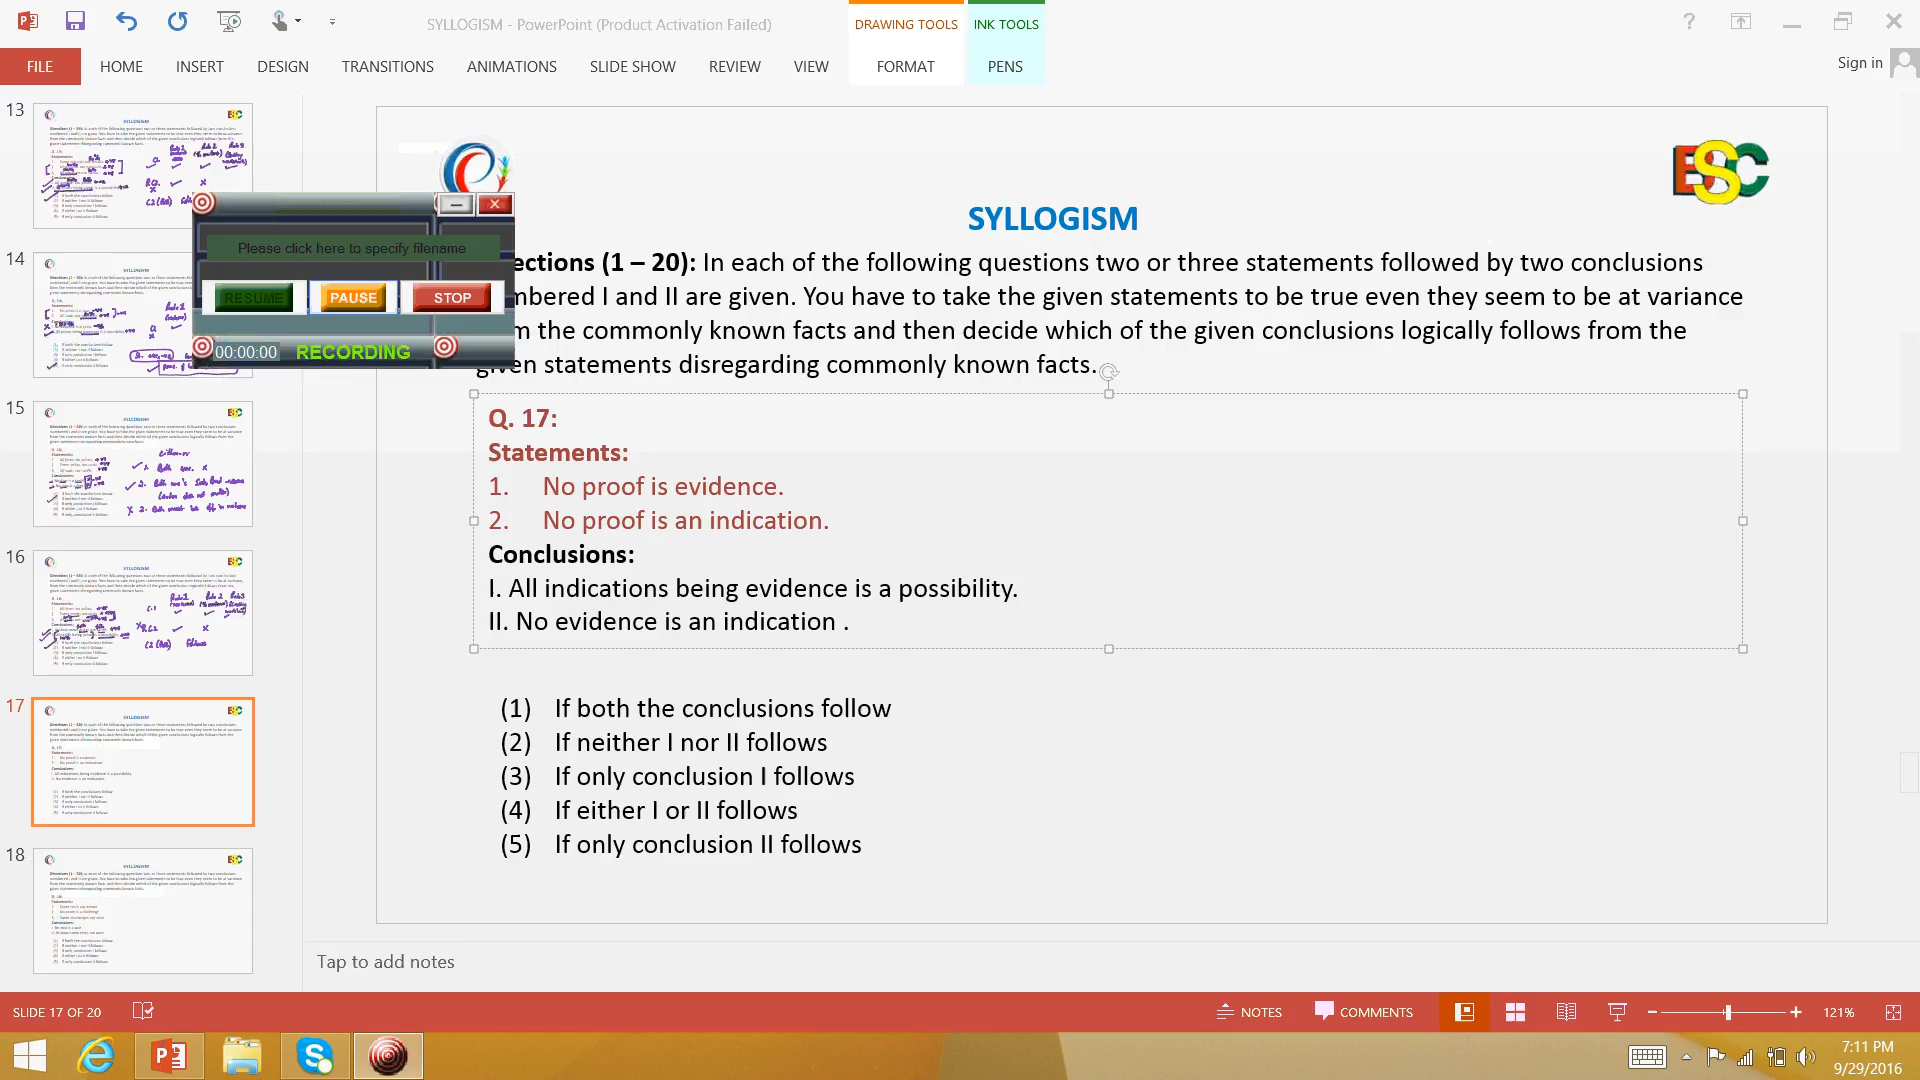 SYLLOGISM - PowerPoint (Product Activation Failed)
DRAWING TOOLS
INK TOOLS
FILE
HOME
INSERT
DESIGN
TRANSITIONS
ANIMATIONS
SLIDE SHOW
REVIEW
VIEW
FORMAT
PENS
Sign in
13
14
15
16
17
18
Please click here to specify filename
RESUME
PAUSE
STOP
00:00:00
RECORDING
BSC
SYLLOGISM
ections (1 – 20): In each of the following questions two or three statements followed by two conclusions
mbered I and II are given. You have to take the given statements to be true even they seem to be at variance
m the commonly known facts and then decide which of the given conclusions logically follows from the
given statements disregarding commonly known facts.
Q. 17:
Statements:
1. No proof is evidence.
2. No proof is an indication.
Conclusions:
I. All indications being evidence is a possibility.
II. No evidence is an indication .
(1) If both the conclusions follow
(2) If neither I nor II follows
(3) If only conclusion I follows
(4) If either I or II follows
(5) If only conclusion II follows
Tap to add notes
SLIDE 17 OF 20
NOTES
COMMENTS
121%
7:11 PM
9/29/2016